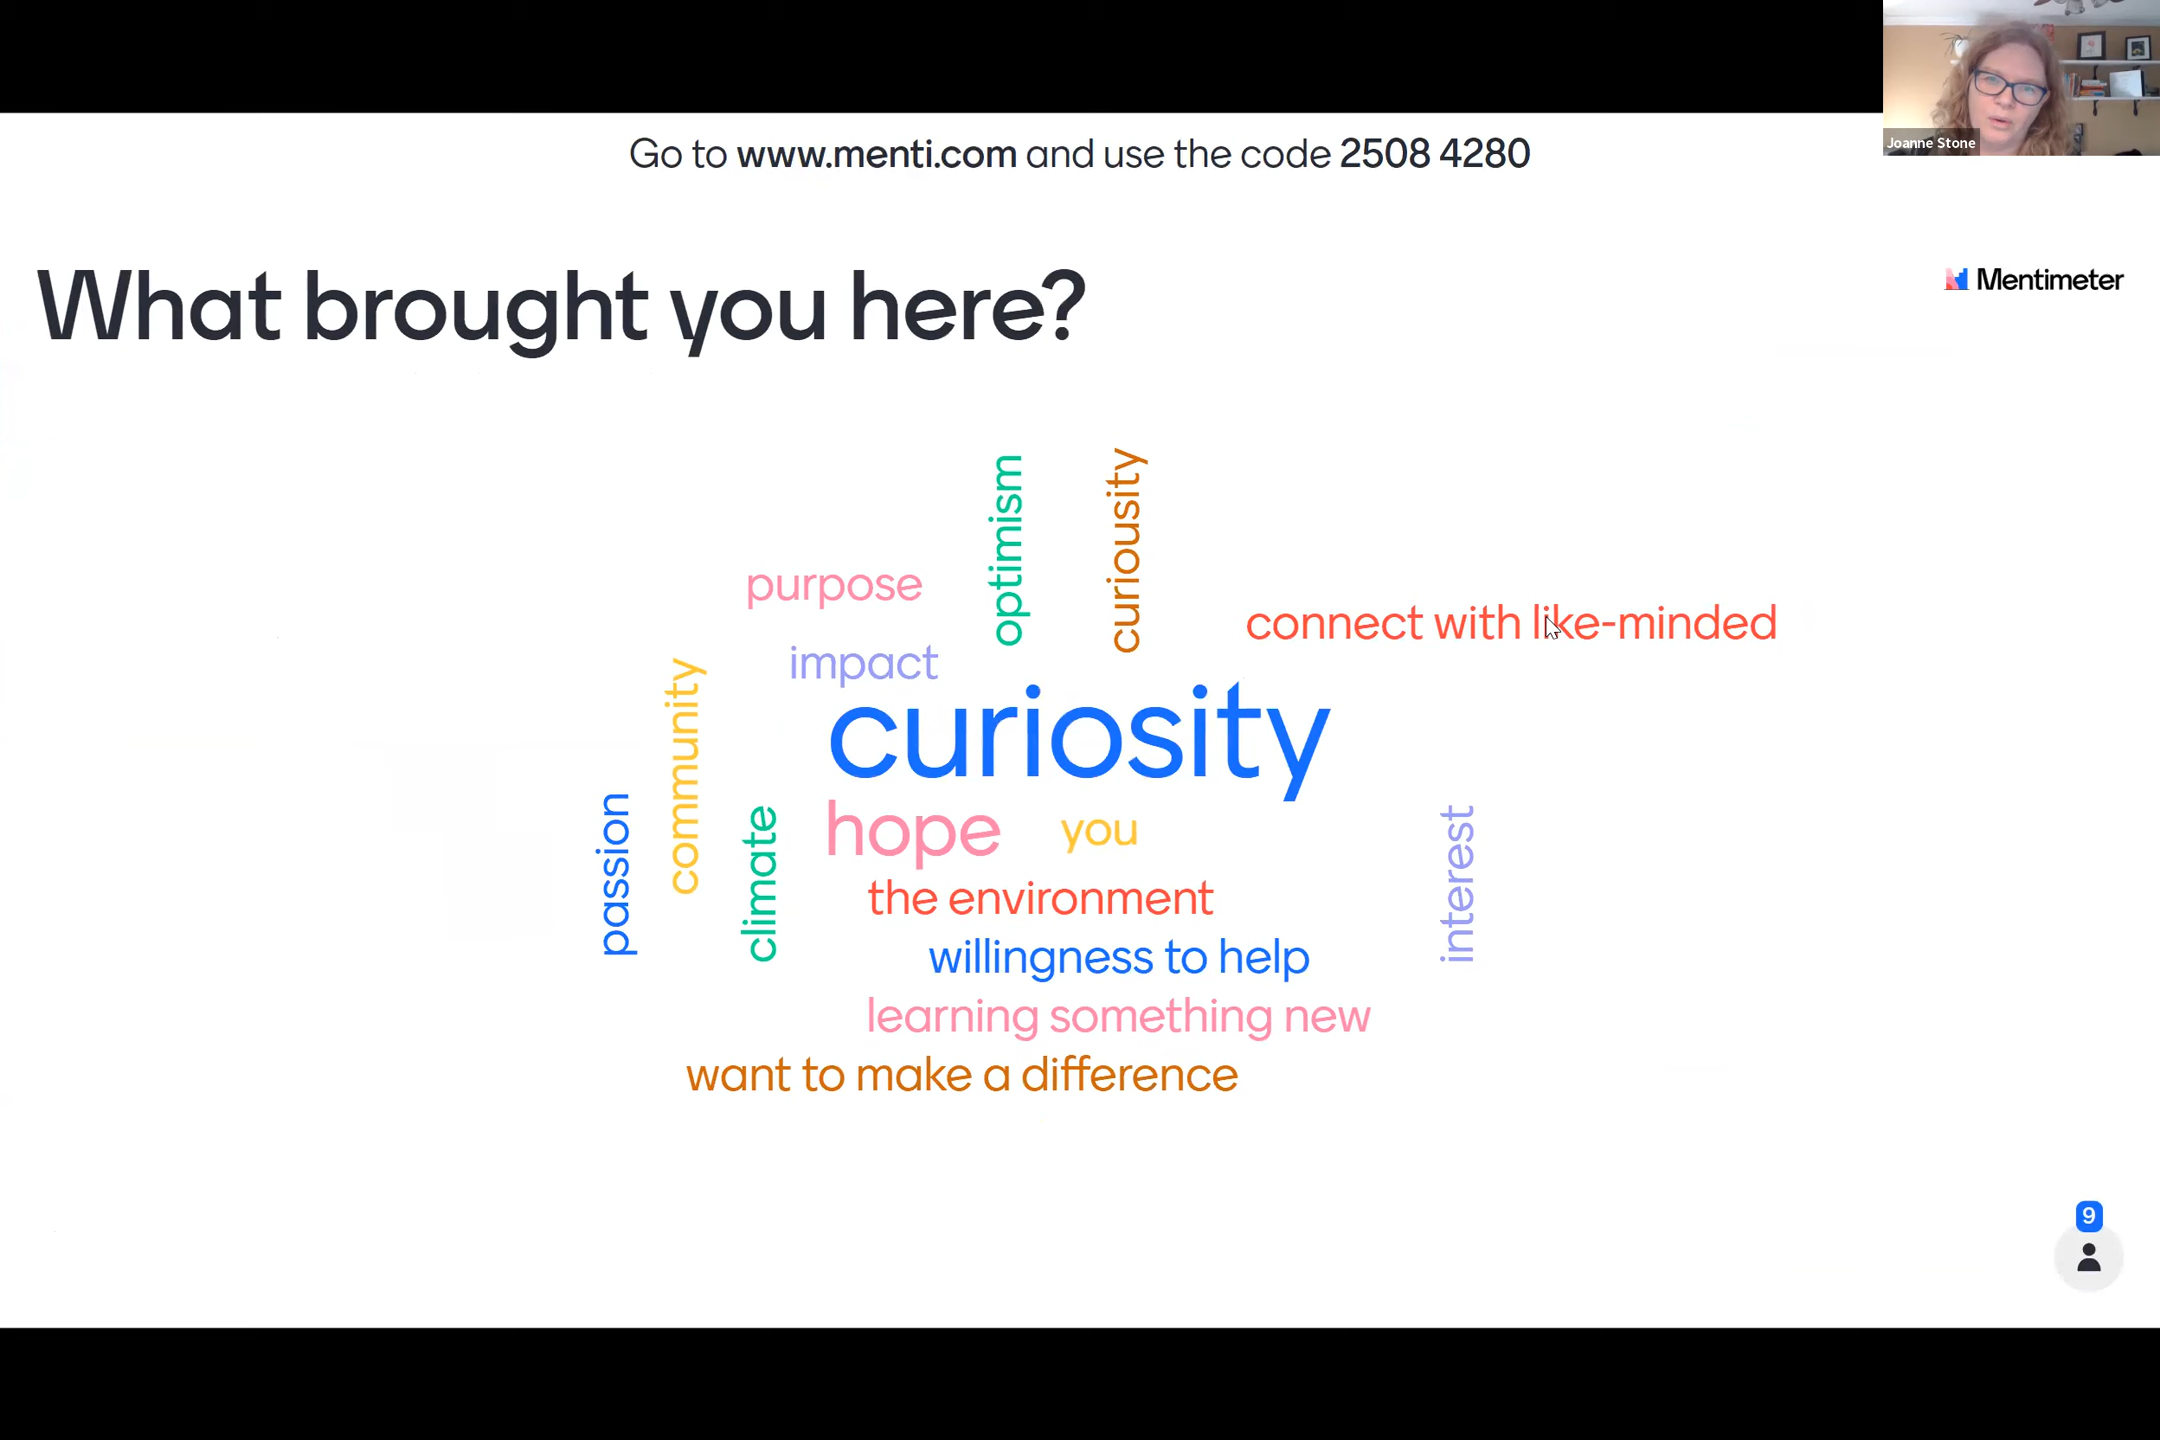 Joanne Stone
Go to www.menti.com and use the code 2508 4280
What brought you here?
Mentimeter
optimism
curiousity
purpose
connect with like-minded
impact
community
curiosity
passion
climate
hope
you
interest
the environment
willingness to help
learning something new
want to make a difference
9